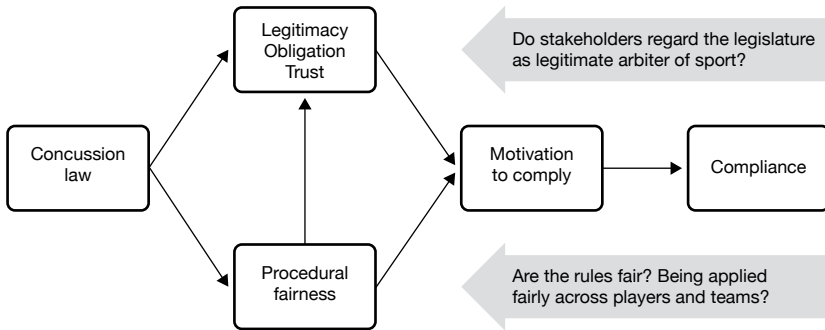 Legitimacy
Obligation
Trust
Do stakeholders regard the legislature
as legitimate arbiter of sport?
Concussion
law
Motivation
to comply
Compliance
Procedural
fairness
Are the rules fair? Being applied
fairly across players and teams?